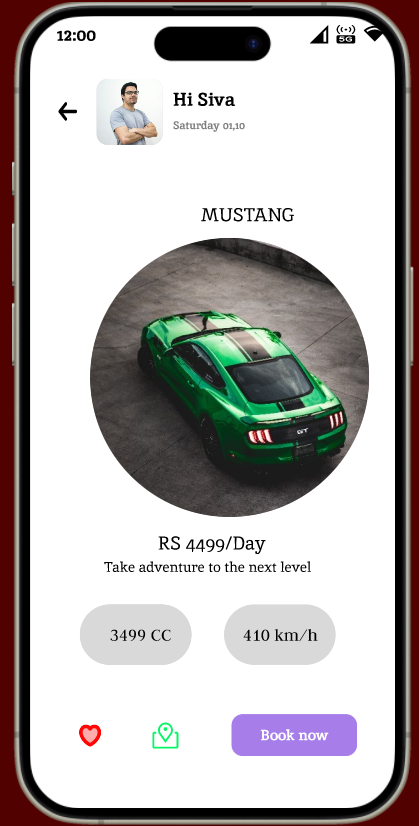 12:00
5G
Hi Siva
Saturday 01,10
MUSTANG
GT
RS 4499/Day
Take adventure to the next level
3499 CC
410 km/h
Book now